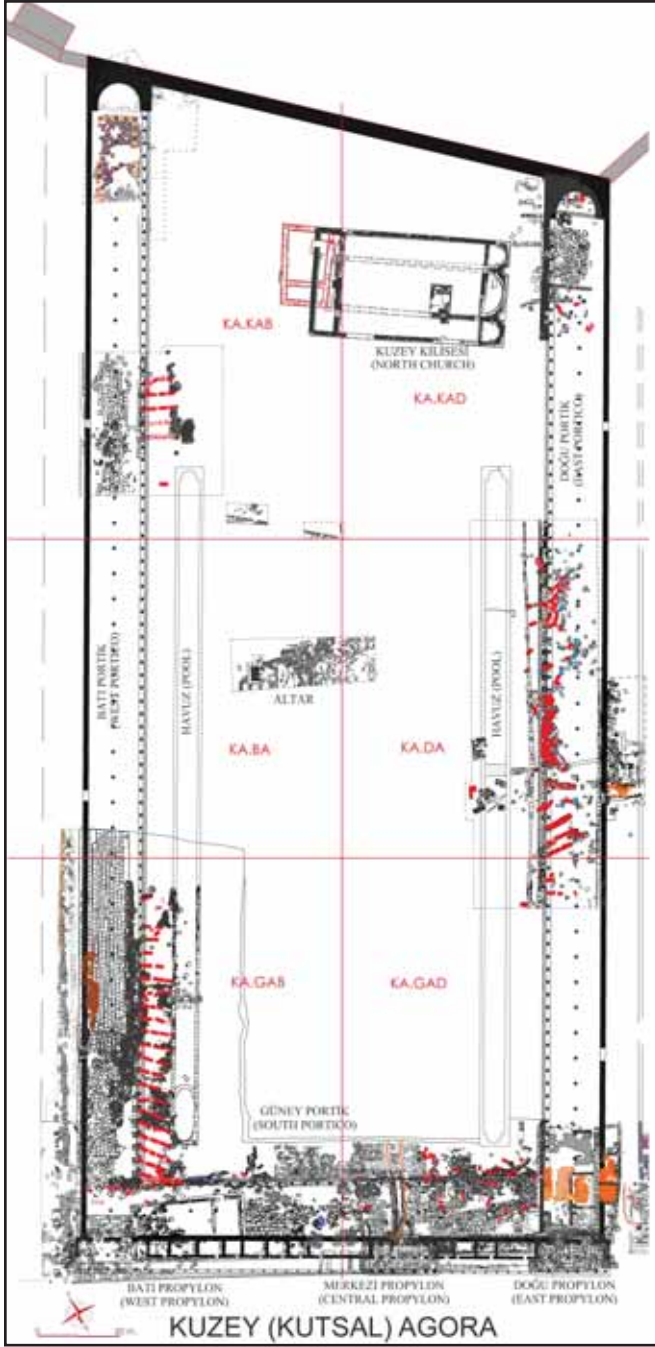 KA.KAB
KUZEY KİLİSESİ
(NORTH CHURCH)
KA.KAD
DOĞU PORTİK
(EAST PORTICO)
BATI PORTİK
(WEST PORTICO)
HAVUZ (POOL)
HAVUZ (POOL)
ALTAR
KA.BA
KA.DA
KA.GAB
KA.GAD
GÜNEY PORTİK
(SOUTH PORTICO)
BATI PROPYLON
(WEST PROPYLON)
MERKEZİ PROPYLON
(CENTRAL PROPYLON)
DOĞU PROPYLON
(EAST PROPYLON)
KUZEY (KUTSAL) AGORA